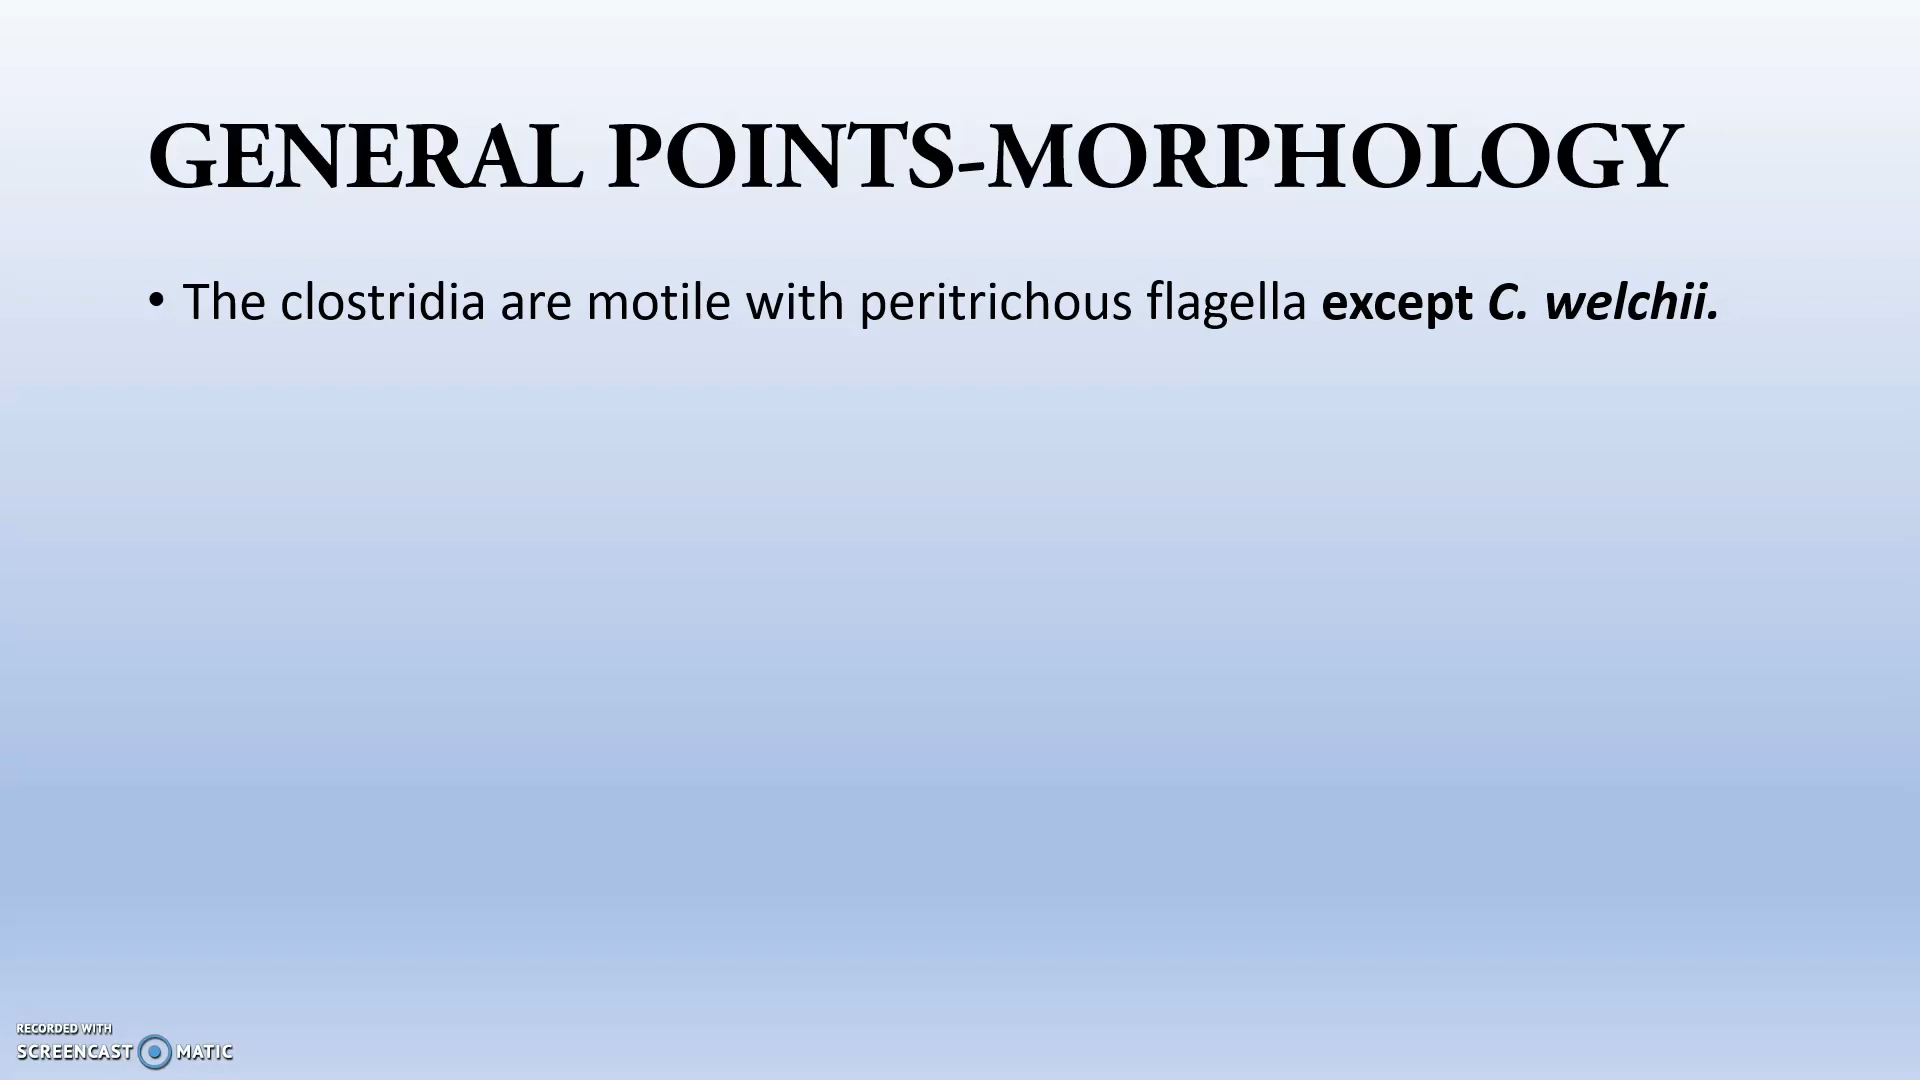 GENERAL POINTS-MORPHOLOGY
• The clostridia are motile with peritrichous flagella except C. welchii.
RECORDED WITH
SCREENCAST MATIC